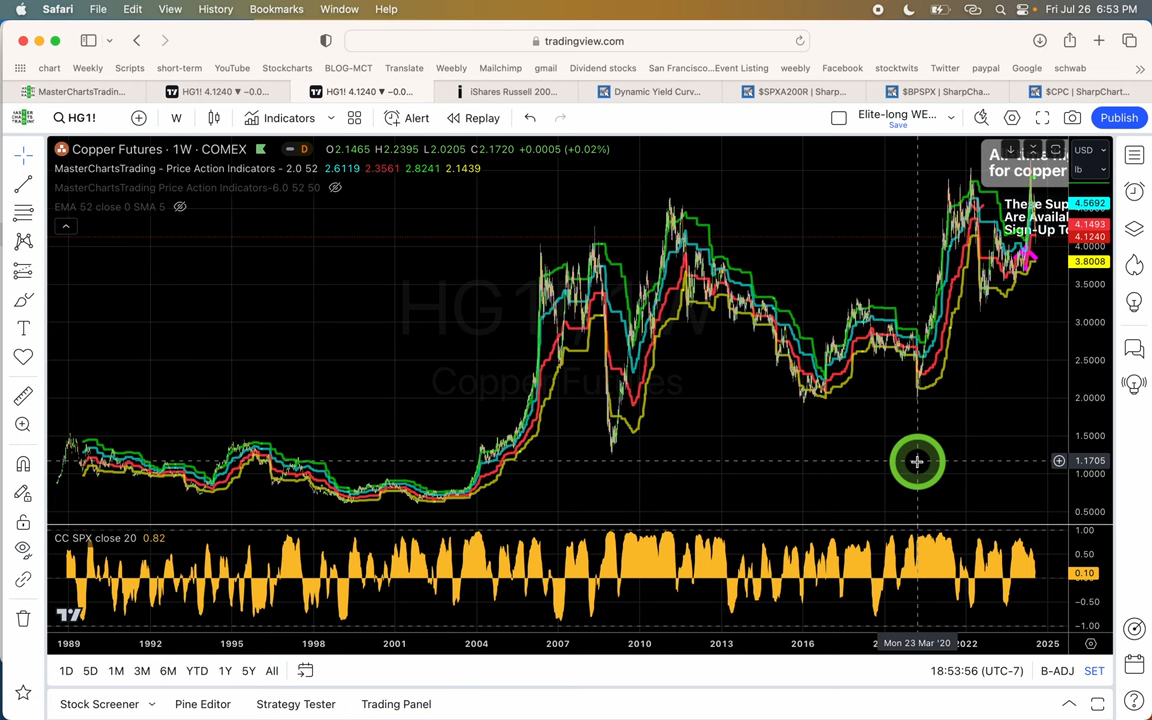 Safari File Edit View History Bookmarks Window Help Fri Jul 26 6:53 PM
tradingview.com
chart Weekly Scripts short-term YouTube Stockcharts BLOG-MCT Translate Weebly Mailchimp gmail Dividend stocks San Francisco...Event Listing weebly Facebook stocktwits Twitter paypal Google schwab
MasterChartsTradin... HG1! 4.1240 ▼ −0.0... HG1! 4.1240 ▼ −0.0... iShares Russell 200... Dynamic Yield Curv... $SPXA200R | Sharp... $BPSPX | SharpCha... $CPC | SharpChart...
HG1! W Indicators Alert Replay Elite-long WE... Save Publish
Copper Futures · 1W · COMEX D O2.1465 H2.2395 L2.0205 C2.1720 +0.0005 (+0.02%)
MasterChartsTrading - Price Action Indicators - 2.0 52 2.6119 2.3561 2.8241 2.1439
MasterChartsTrading Price Action Indicators-6.0 52 50
EMA 52 close 0 SMA 5
for copper
These Sup
Are Availa
Sign-Up To
USD
lb
4.5692
4.1493
4.1240
4.0000
3.8008
3.5000
3.0000
2.5000
2.0000
1.5000
1.1705
1.0000
0.5000
HG1!, 1W
Copper Futures
CC SPX close 20 0.82
1.00
0.50
0.10
−0.50
−1.00
1989 1992 1995 1998 2001 2004 2007 2010 2013 2016 Mon 23 Mar '20 2022 2025
1D 5D 1M 3M 6M YTD 1Y 5Y All 18:53:56 (UTC-7) B-ADJ SET
Stock Screener Pine Editor Strategy Tester Trading Panel